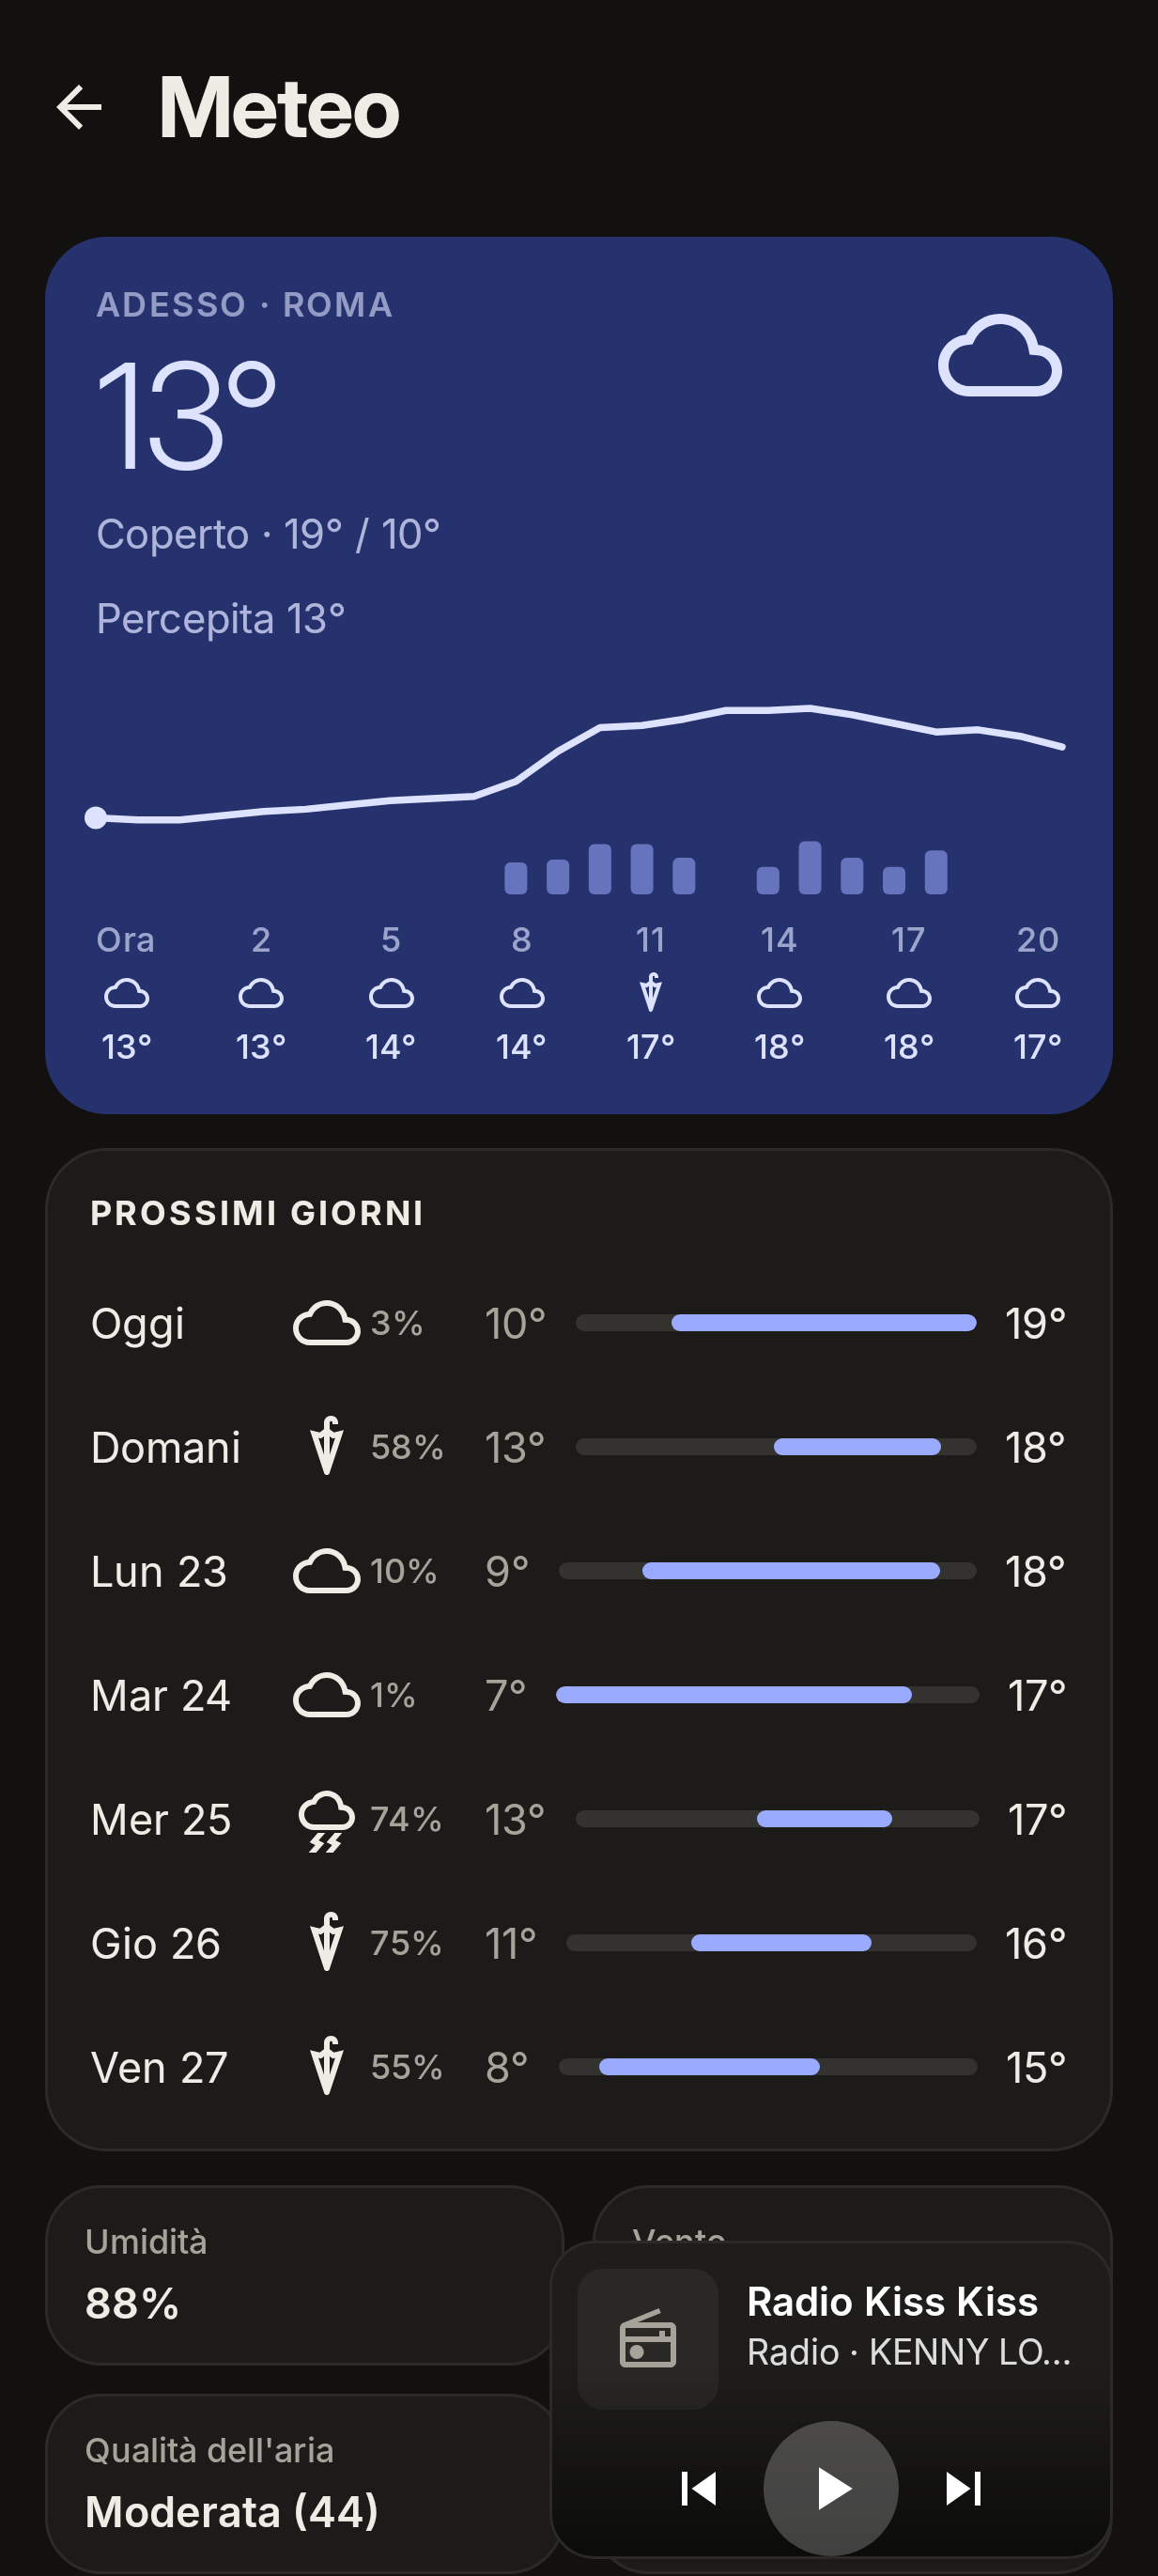 Meteo
ADESSO · ROMA
13°
Coperto · 19° / 10°
Percepita 13°
Ora 2 5 8 11 14 17 20
13° 13° 14° 14° 17° 18° 18° 17°
PROSSIMI GIORNI
Oggi 3% 10° 19°
Domani 58% 13° 18°
Lun 23 10% 9° 18°
Mar 24 1% 7° 17°
Mer 25 74% 13° 17°
Gio 26 75% 11° 16°
Ven 27 55% 8° 15°
Umidità
88%
Vento
Radio Kiss Kiss
Radio · KENNY LO...
Qualità dell'aria
Moderata (44)